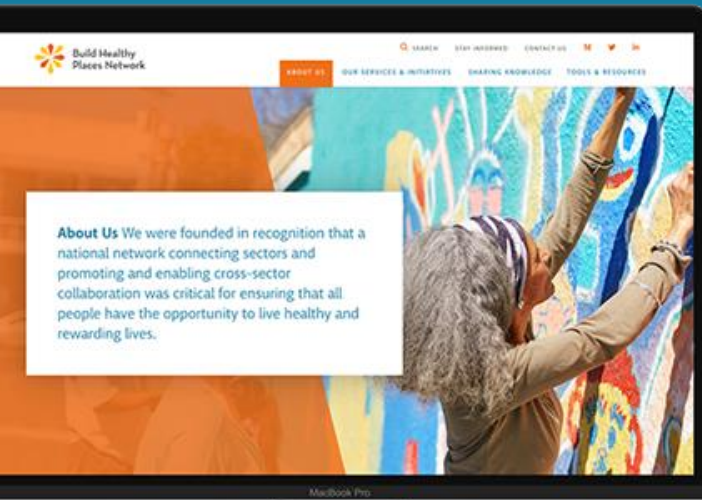 Build Healthy
Places Network
SEARCH STAY INFORMED CONTACT US
ABOUT US OUR SERVICES & INITIATIVES SHARING KNOWLEDGE TOOLS & RESOURCES
About Us We were founded in recognition that a
national network connecting sectors and
promoting and enabling cross-sector
collaboration was critical for ensuring that all
people have the opportunity to live healthy and
rewarding lives.
MacBook Pro